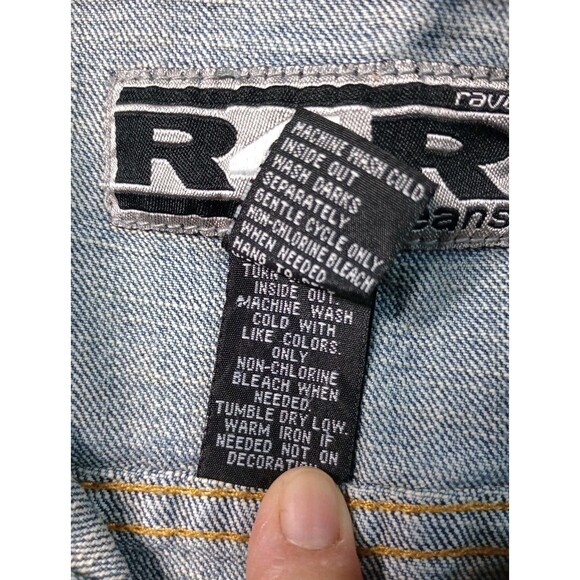 rav
RAR
eans
MACHINE WASH COLD
INSIDE OUT
WASH DARKS
SEPARATELY
GENTLE CYCLE ONLY
NON-CHLORINE BLEACH
WHEN NEEDED
HANG
TURN
INSIDE OUT.
MACHINE WASH
COLD WITH
LIKE COLORS.
ONLY
NON-CHLORINE
BLEACH WHEN
NEEDED.
TUMBLE DRY LOW.
WARM IRON IF
NEEDED NOT ON
DECORATION